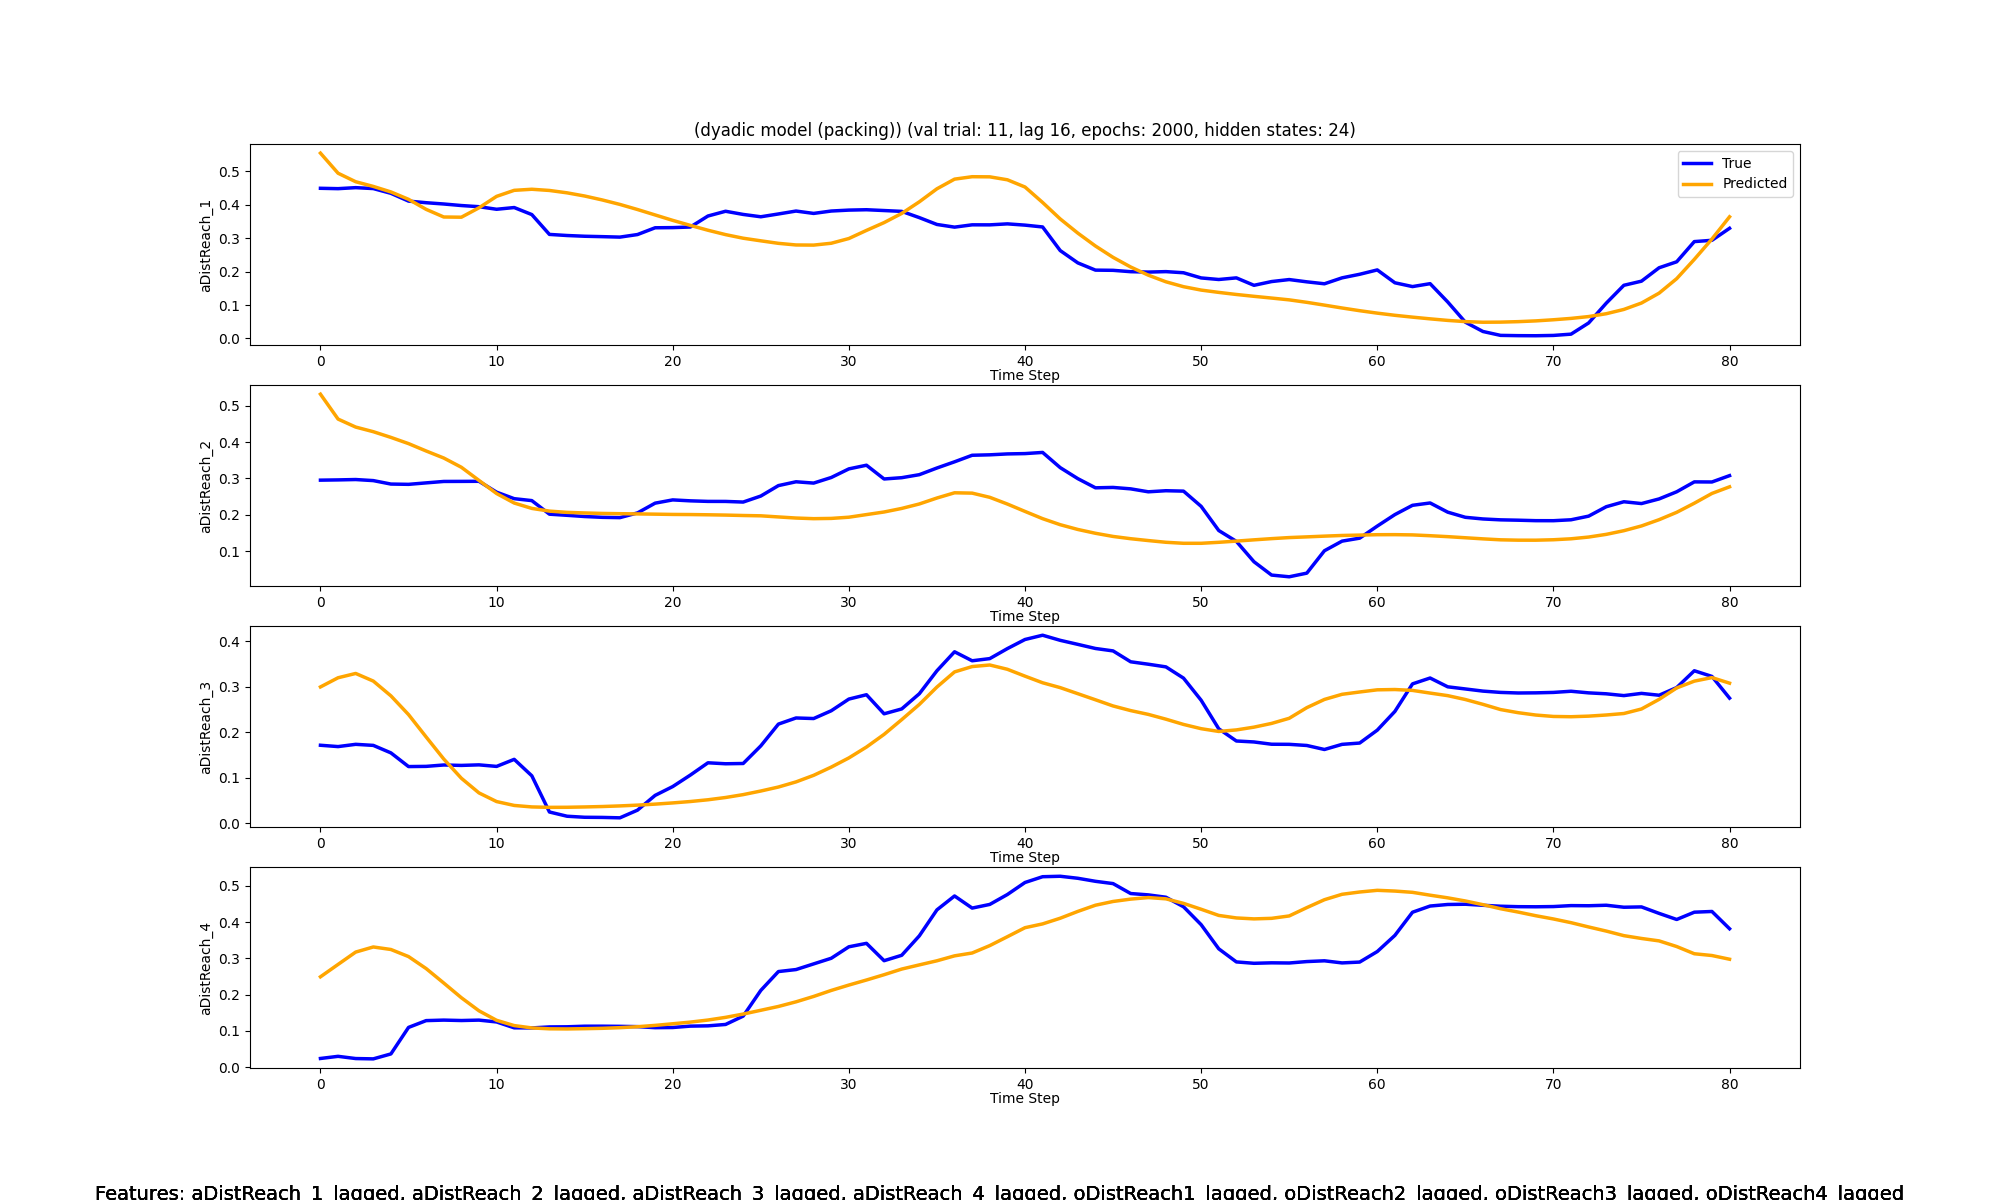 (dyadic model (packing)) (val trial: 11, lag 16, epochs: 2000, hidden states: 24)
True
Predicted
aDistReach_1
0.5
0.4
0.3
0.2
0.1
0.0
0 10 20 30 40 50 60 70 80
Time Step
aDistReach_2
0.5
0.4
0.3
0.2
0.1
0 10 20 30 40 50 60 70 80
Time Step
aDistReach_3
0.4
0.3
0.2
0.1
0.0
0 10 20 30 40 50 60 70 80
Time Step
aDistReach_4
0.5
0.4
0.3
0.2
0.1
0.0
0 10 20 30 40 50 60 70 80
Time Step
Features: aDistReach_1_lagged, aDistReach_2_lagged, aDistReach_3_lagged, aDistReach_4_lagged, oDistReach1_lagged, oDistReach2_lagged, oDistReach3_lagged, oDistReach4_lagged